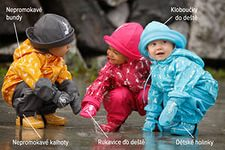 Nepromokavé
bundy
Kloboučky
do deště
Nepromokavé kalhoty
Rukavice do deště
Dětské holínky